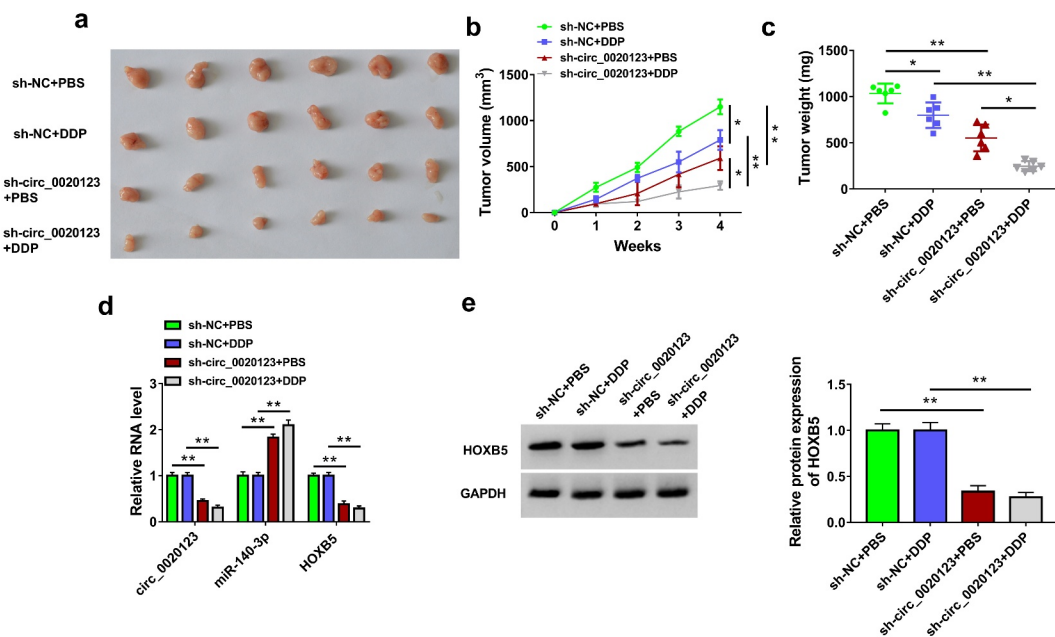 a
sh-NC+PBS
sh-NC+DDP
sh-circ_0020123
+PBS
sh-circ_0020123
+DDP
b
sh-NC+PBS
sh-NC+DDP
sh-circ_0020123+PBS
sh-circ_0020123+DDP
Tumor volume (mm³)
1500
1000
500
0
0 1 2 3 4
Weeks
*
**
*
**
c
Tumor weight (mg)
1500
1000
500
0
**
*
**
*
sh-NC+PBS
sh-NC+DDP
sh-circ_0020123+PBS
sh-circ_0020123+DDP
d
sh-NC+PBS
sh-NC+DDP
sh-circ_0020123+PBS
sh-circ_0020123+DDP
Relative RNA level
3
2
1
0
**
**
**
**
**
**
circ_0020123
miR-140-3p
HOXB5
e
sh-NC+PBS
sh-NC+DDP
sh-circ_0020123
+PBS
sh-circ_0020123
+DDP
HOXB5
GAPDH
Relative protein expression
of HOXB5
1.5
1.0
0.5
0.0
**
**
sh-NC+PBS
sh-NC+DDP
sh-circ_0020123+PBS
sh-circ_0020123+DDP